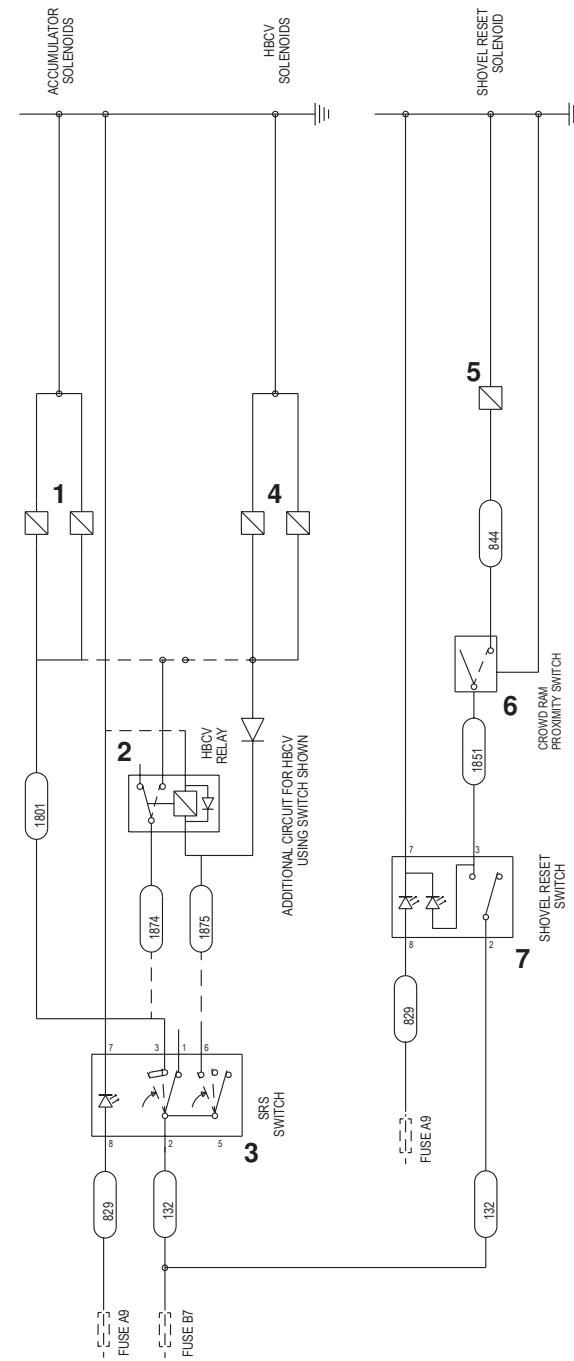 ACCUMULATOR
SOLENOIDS
HBCV
SOLENOIDS
SHOVEL RESET
SOLENOID
1
4
5
844
2
HBCV
RELAY
6
CROWD RAM
PROXIMITY SWITCH
ADDITIONAL CIRCUIT FOR HBCV
USING SWITCH SHOWN
1801
1851
1874
1875
7
3
SHOVEL RESET
SWITCH
8
2
7
7
3
1
6
SRS
SWITCH
8
2
5
3
829
FUSE A9
829
132
132
FUSE A9
FUSE B7